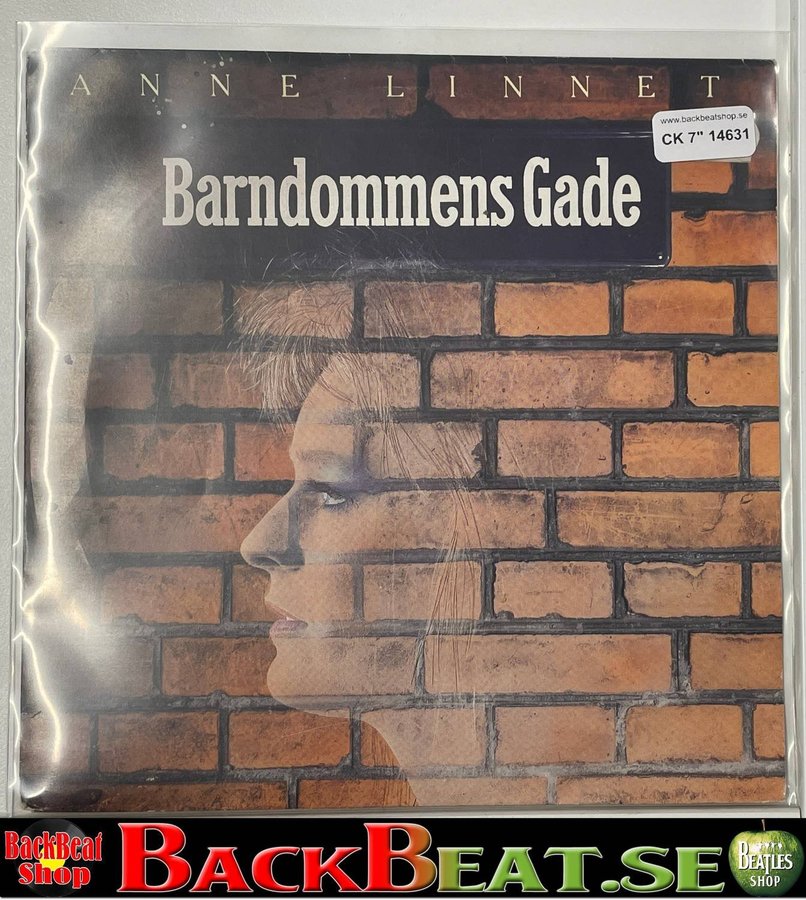 ANNE LINNET
www.backbeatshop.se
CK 7" 14631
Barndommens Gade
BackBeat
Shop
BACKBEAT.SE
BEATLES
SHOP